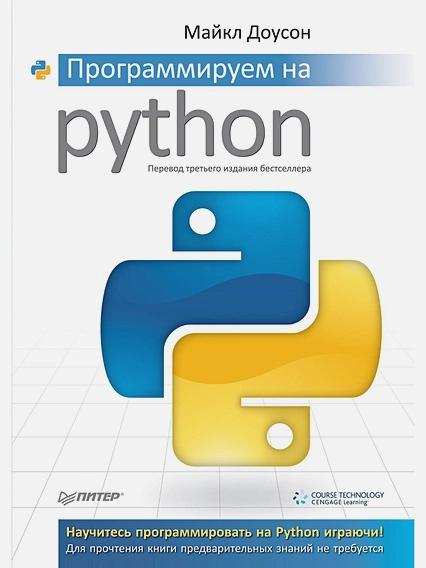 Майкл Доусон
Программируем на
python
Перевод третьего издания бестселлера
ПИТЕР®
COURSE TECHNOLOGY
CENGAGE Learning™
Научитесь программировать на Python играючи!
Для прочтения книги предварительных знаний не требуется